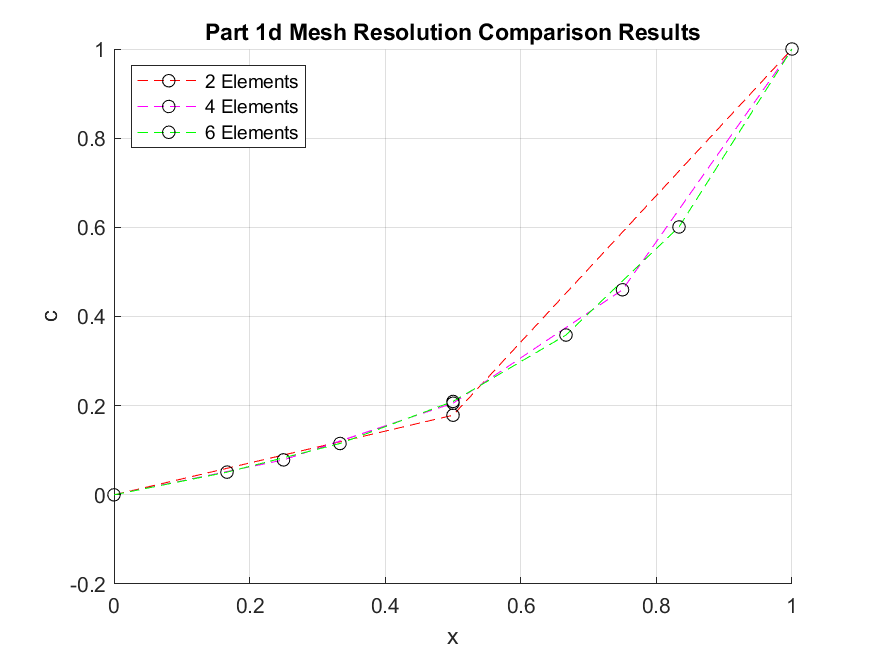 Part 1d Mesh Resolution Comparison Results
2 Elements
4 Elements
6 Elements
1
0.8
0.6
0.4
0.2
0
-0.2
c
0 0.2 0.4 0.6 0.8 1
x